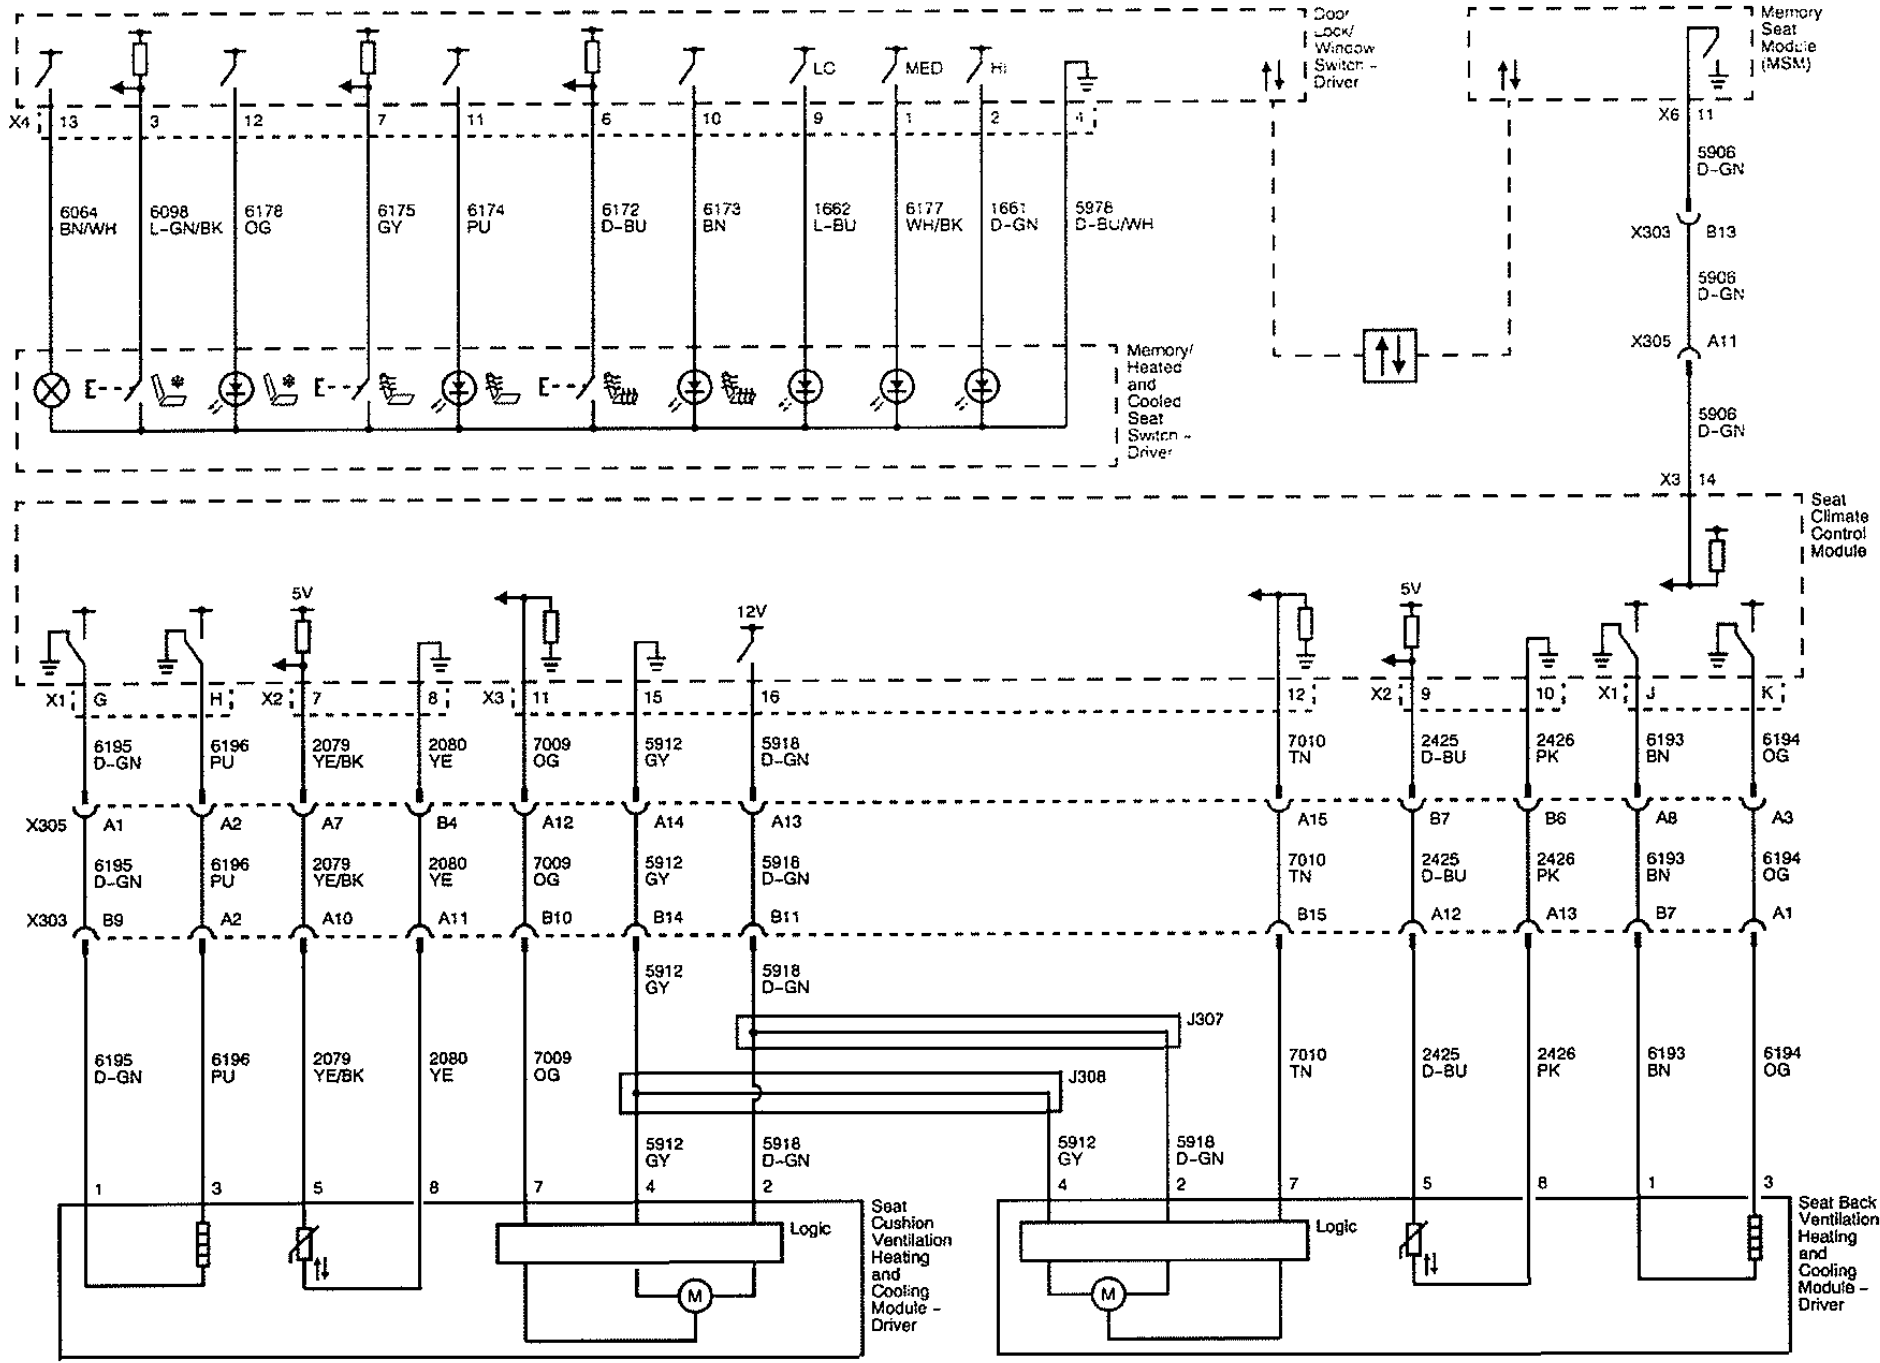 Door
Lock/
Window
Switch –
Driver
Memory
Seat
Module
(MSM)
LO MED HI
X4 13 3 12 7 11 6 10 9 1 2 4
X6 11
5906
D-GN
6064 6098 6178 6175 6174 6172 6173 1662 6177 1661 5978
BN/WH L-GN/BK OG GY PU D-BU BN L-BU WH/BK D-GN D-BU/WH
X303 B13
5906
D-GN
X305 A11
Memory/
Heated
and
Cooled
Seat
Switch –
Driver
E E E
5906
D-GN
X3 14
Seat
Climate
Control
Module
5V 12V 5V
X1 G H X2 7 8 X3 11 15 16 12 X2 9 10 X1 J K
6195 6196 2079 2080 7009 5912 5918 7010 2425 2426 6193 6194
D-GN PU YE/BK YE OG GY D-GN TN D-BU PK BN OG
X305 A1 A2 A7 B4 A12 A14 A13 A15 B7 B6 A8 A3
6195 6196 2079 2080 7009 5912 5918 7010 2425 2426 6193 6194
D-GN PU YE/BK YE OG GY D-GN TN D-BU PK BN OG
X303 B9 A2 A10 A11 B10 B14 B11 B15 A12 A13 B7 A1
5912 5918
GY D-GN
J307
6195 6196 2079 2080 7009 7010 2425 2426 6193 6194
D-GN PU YE/BK YE OG TN D-BU PK BN OG
J308
5912 5918 5912 5918
GY D-GN GY D-GN
1 3 5 8 7 4 2 4 2 7 5 8 1 3
Seat
Cushion
Ventilation
Heating
and
Cooling
Module –
Driver
Logic
M
Logic
M
Seat Back
Ventilation
Heating
and
Cooling
Module –
Driver